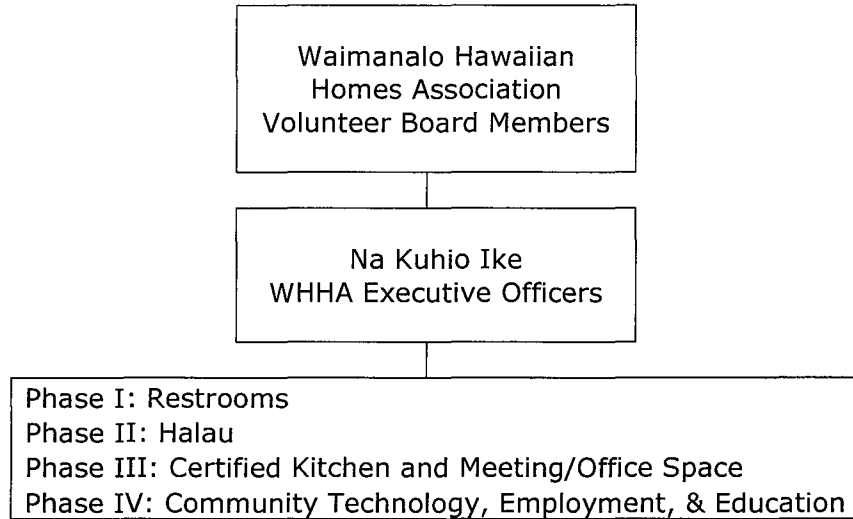 Waimanalo Hawaiian
Homes Association
Volunteer Board Members
Na Kuhio Ike
WHHA Executive Officers
Phase I: Restrooms
Phase II: Halau
Phase III: Certified Kitchen and Meeting/Office Space
Phase IV: Community Technology, Employment, & Education